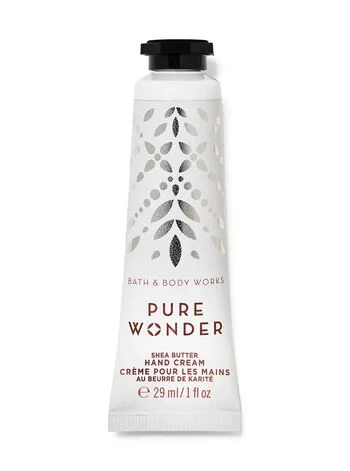 BATH & BODY WORKS
PURE
WONDER
SHEA BUTTER
HAND CREAM
CRÈME POUR LES MAINS
AU BEURRE DE KARITÉ
℮ 29 ml/1 fl oz